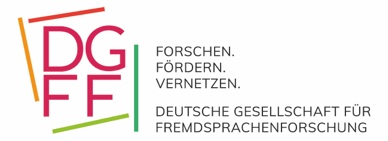 DG
FF
FORSCHEN.
FÖRDERN.
VERNETZEN.
DEUTSCHE GESELLSCHAFT FÜR
FREMDSPRACHENFORSCHUNG